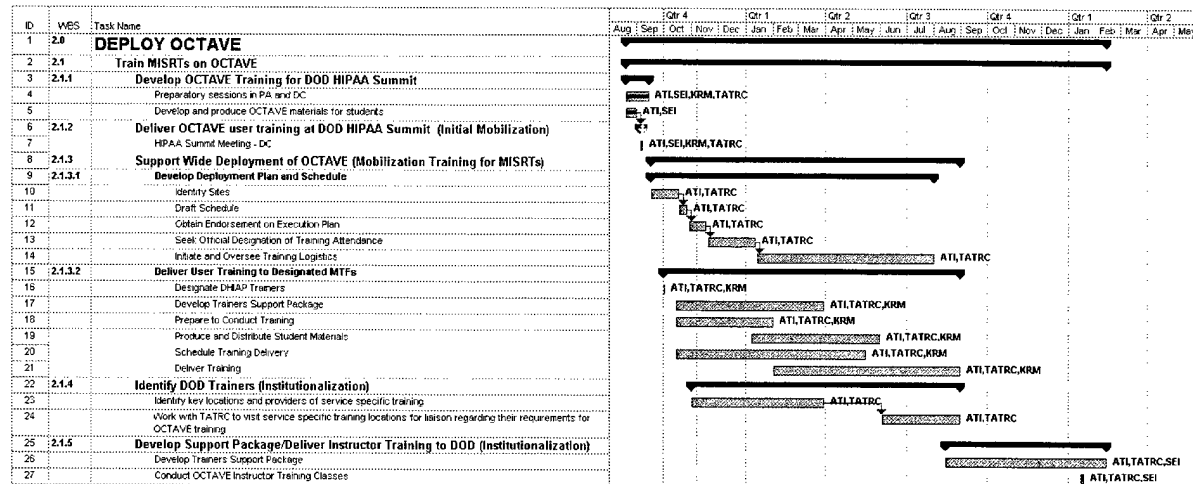 Qtr 4 Qtr 1 Qtr 2 Qtr 3 Qtr 4 Qtr 1 Qtr 2
ID WBS Task Name Aug Sep Oct Nov Dec Jan Feb Mar Apr May Jun Jul Aug Sep Oct Nov Dec Jan Feb Mar Apr May
1 2.0 DEPLOY OCTAVE
2 2.1 Train MISRTs on OCTAVE
3 2.1.1 Develop OCTAVE Training for DOD HIPAA Summit
4 Preparatory sessions in PA and DC ATI,SEI,KRM,TATRC
5 Develop and produce OCTAVE materials for students ATI,SEI
6 2.1.2 Deliver OCTAVE user training at DOD HIPAA Summit (Initial Mobilization)
7 HIPAA Summit Meeting - DC ATI,SEI,KRM,TATRC
8 2.1.3 Support Wide Deployment of OCTAVE (Mobilization Training for MISRTs)
9 2.1.3.1 Develop Deployment Plan and Schedule
10 Identify Sites ATI,TATRC
11 Draft Schedule ATI,TATRC
12 Obtain Endorsement on Execution Plan ATI,TATRC
13 Seek Official Designation of Training Attendance ATI,TATRC
14 Initiate and Oversee Training Logistics ATI,TATRC
15 2.1.3.2 Deliver User Training to Designated MTFs
16 Designate DHIAP Trainers ATI,TATRC,KRM
17 Develop Trainers Support Package ATI,TATRC,KRM
18 Prepare to Conduct Training ATI,TATRC,KRM
19 Produce and Distribute Student Materials ATI,TATRC,KRM
20 Schedule Training Delivery ATI,TATRC,KRM
21 Deliver Training ATI,TATRC,KRM
22 2.1.4 Identify DOD Trainers (Institutionalization)
23 Identify key locations and providers of service specific training ATI,TATRC
24 Work with TATRC to visit service specific training locations for liaison regarding their requirements for ATI,TATRC
OCTAVE training
25 2.1.5 Develop Support Package/Deliver Instructor Training to DOD (Institutionalization)
26 Develop Trainers Support Package ATI,TATRC,SEI
27 Conduct OCTAVE Instructor Training Classes ATI,TATRC,SEI